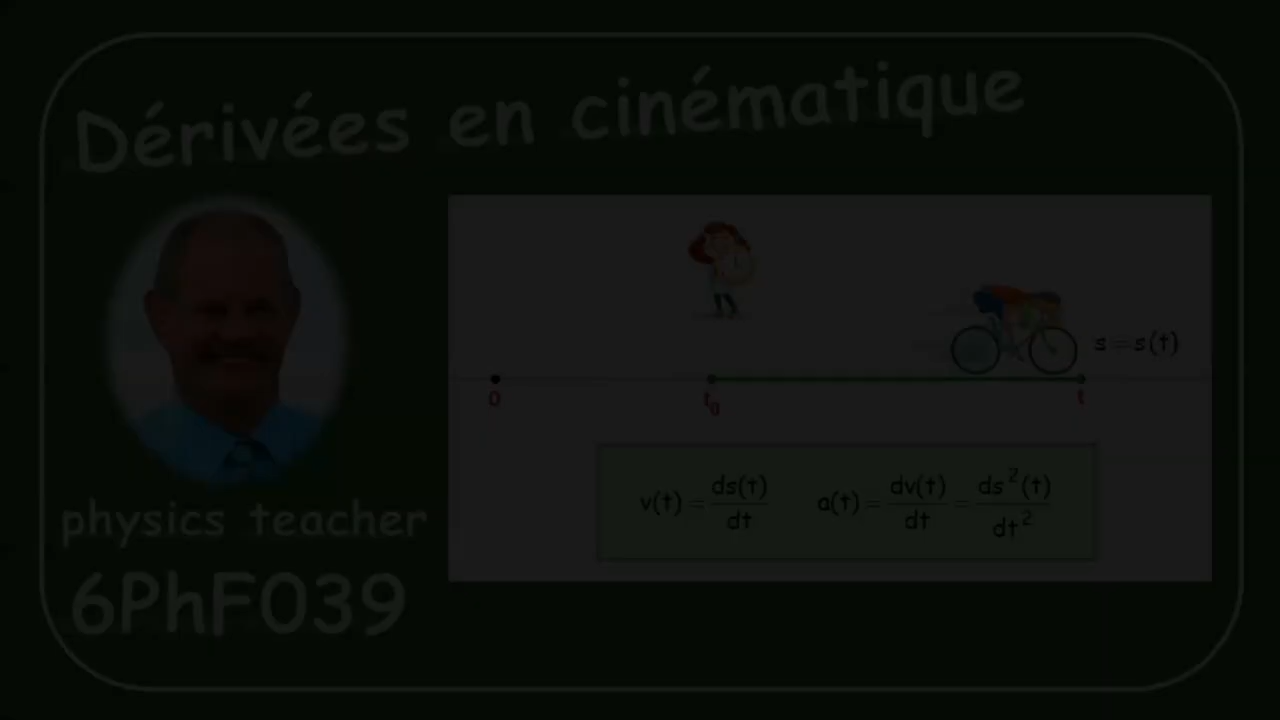 Dérivées en cinématique
s = s(t)
0 t₀ t
v(t) = ds(t)/dt a(t) = dv(t)/dt = ds²(t)/dt²
physics teacher
6PhF039